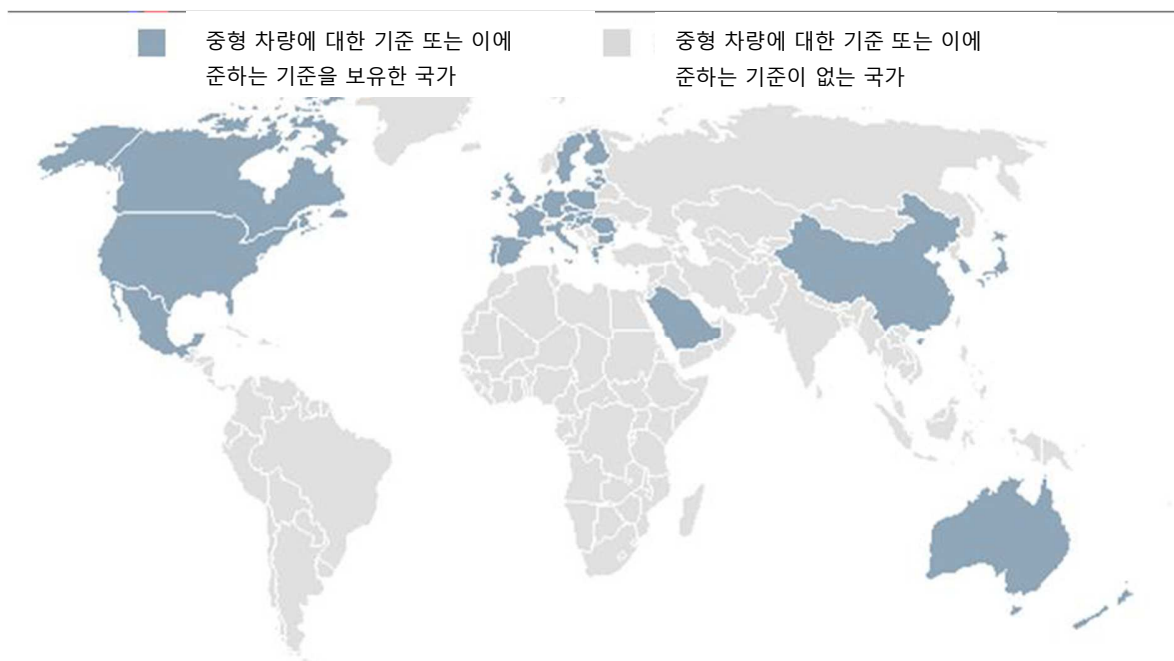 중형 차량에 대한 기준 또는 이에
준하는 기준을 보유한 국가
중형 차량에 대한 기준 또는 이에
준하는 기준이 없는 국가